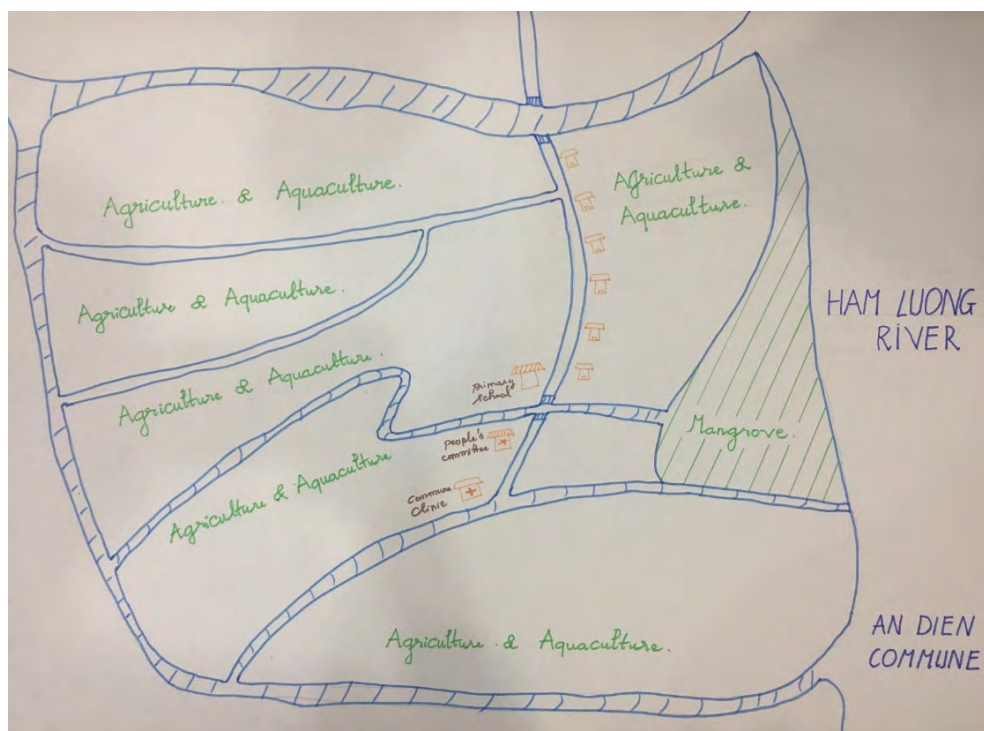 Agriculture. & Aquaculture.
Agriculture &
Aquaculture.
Agriculture & Aquaculture.
HAM LUONG
RIVER
Agriculture & Aquaculture.
Primary
School
Mangrove.
People's
committee
Agriculture & Aquaculture
Commune
Clinic
Agriculture & Aquaculture.
AN DIEN
COMMUNE